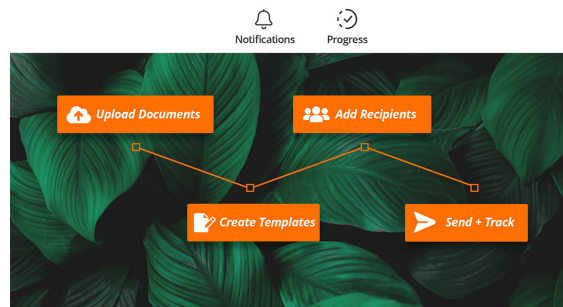 Notifications
Progress
Upload Documents
Add Recipients
Create Templates
Send + Track